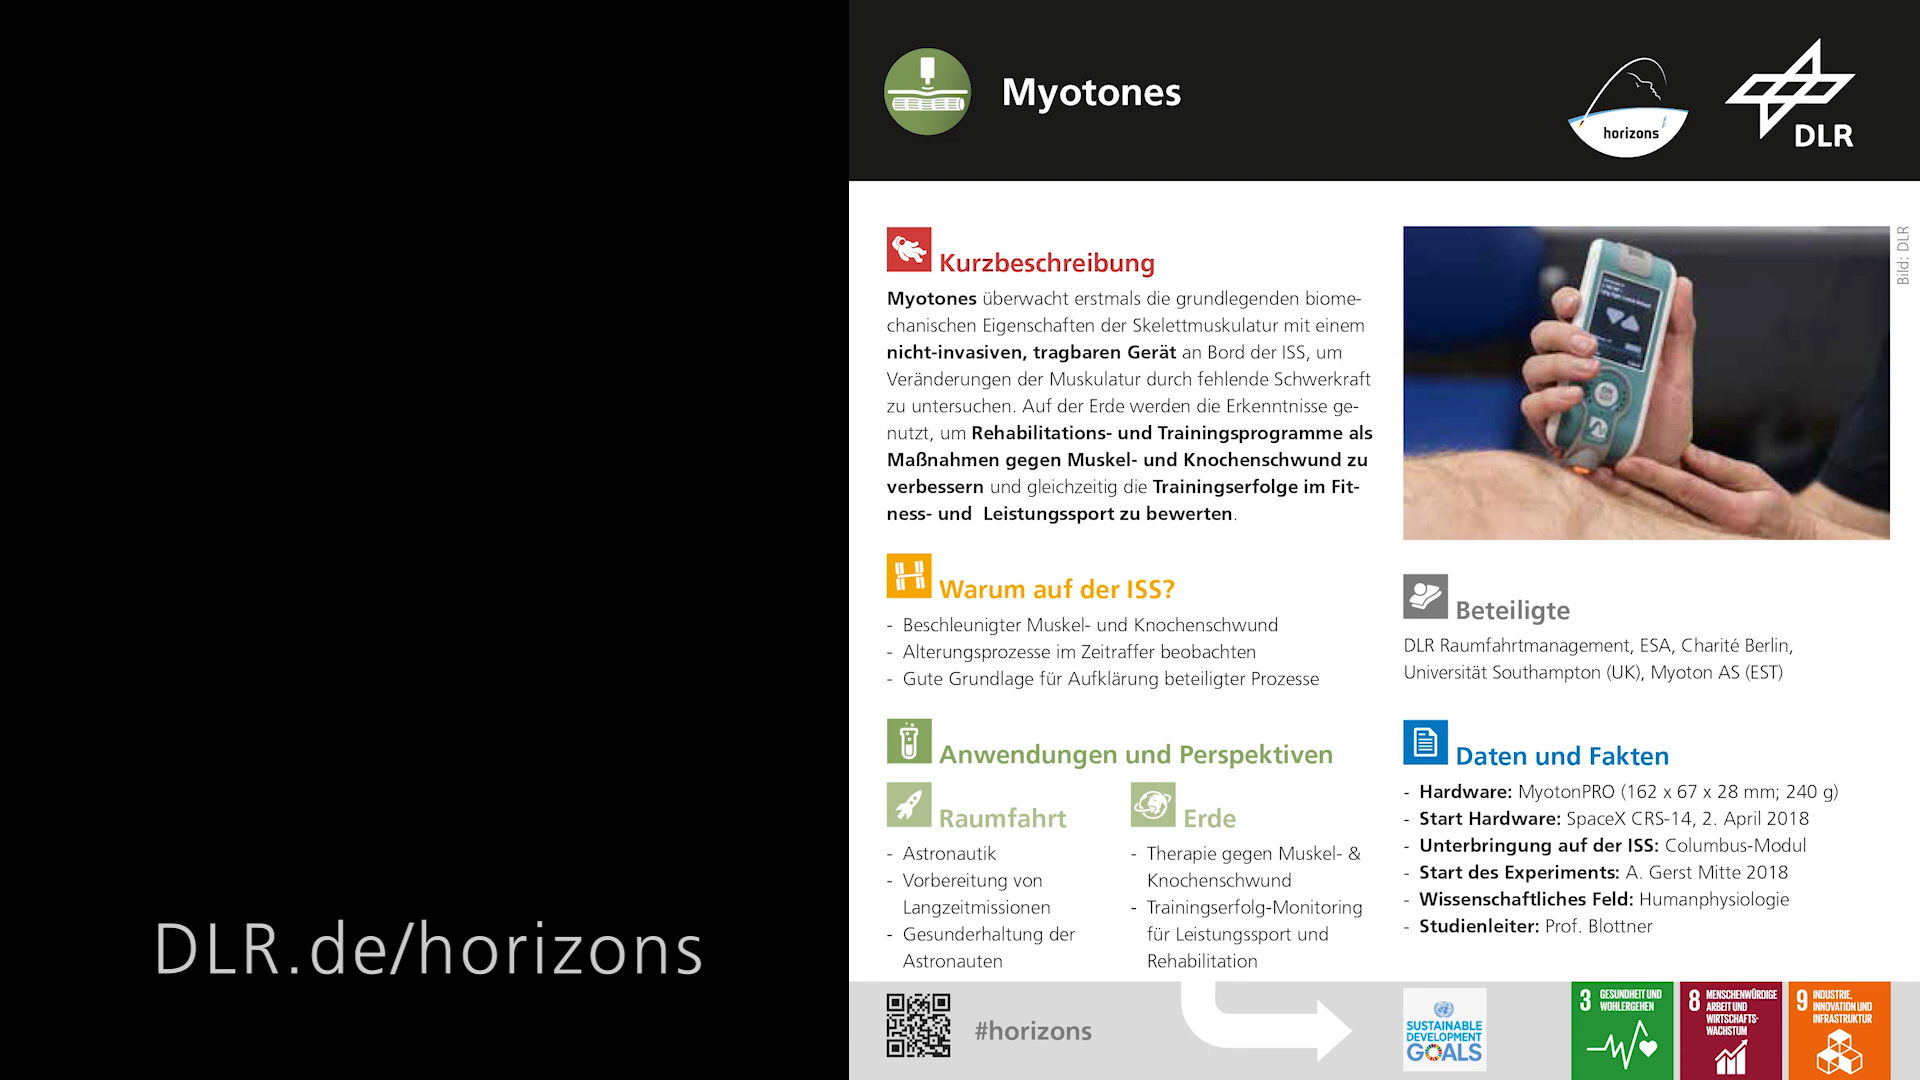 DLR.de/horizons
Myotones
horizons
DLR
Kurzbeschreibung
Myotones überwacht erstmals die grundlegenden biome-
chanischen Eigenschaften der Skelettmuskulatur mit einem
nicht-invasiven, tragbaren Gerät an Bord der ISS, um
Veränderungen der Muskulatur durch fehlende Schwerkraft
zu untersuchen. Auf der Erde werden die Erkenntnisse ge-
nutzt, um Rehabilitations- und Trainingsprogramme als
Maßnahmen gegen Muskel- und Knochenschwund zu
verbessern und gleichzeitig die Trainingserfolge im Fit-
ness- und Leistungssport zu bewerten.
Warum auf der ISS?
- Beschleunigter Muskel- und Knochenschwund
- Alterungsprozesse im Zeitraffer beobachten
- Gute Grundlage für Aufklärung beteiligter Prozesse
Anwendungen und Perspektiven
Raumfahrt
- Astronautik
- Vorbereitung von
Langzeitmissionen
- Gesunderhaltung der
Astronauten
Erde
- Therapie gegen Muskel- &
Knochenschwund
- Trainingserfolg-Monitoring
für Leistungssport und
Rehabilitation
Bild: DLR
Beteiligte
DLR Raumfahrtmanagement, ESA, Charité Berlin,
Universität Southampton (UK), Myoton AS (EST)
Daten und Fakten
- Hardware: MyotonPRO (162 x 67 x 28 mm; 240 g)
- Start Hardware: SpaceX CRS-14, 2. April 2018
- Unterbringung auf der ISS: Columbus-Modul
- Start des Experiments: A. Gerst Mitte 2018
- Wissenschaftliches Feld: Humanphysiologie
- Studienleiter: Prof. Blottner
#horizons
SUSTAINABLE
DEVELOPMENT
GOALS
3 GESUNDHEIT UND
WOHLERGEHEN
8 MENSCHENWÜRDIGE
ARBEIT UND
WIRTSCHAFTS-
WACHSTUM
9 INDUSTRIE,
INNOVATION UND
INFRASTRUKTUR